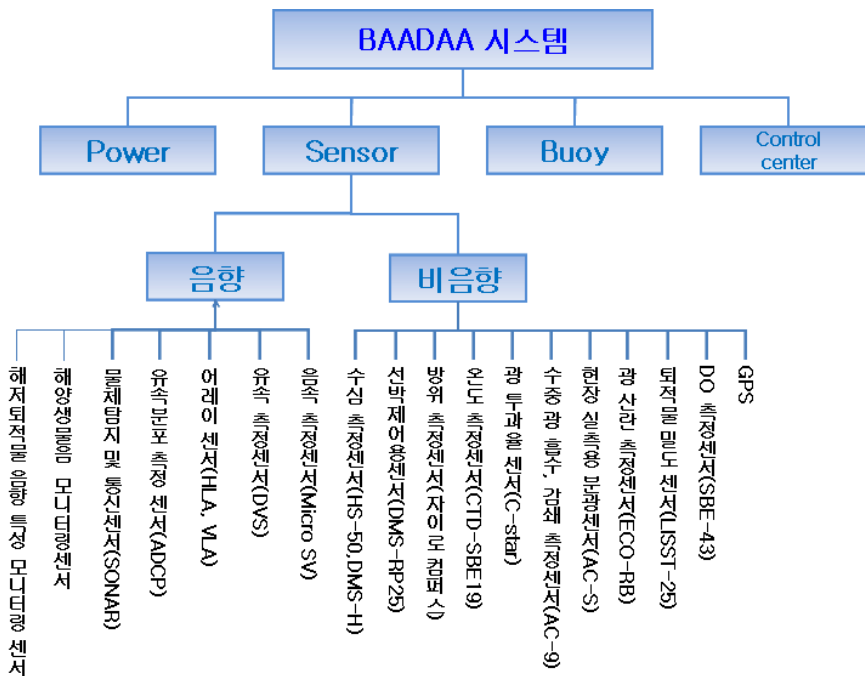 BAADAA 시스템
Power
Sensor
Buoy
Control
center
음향
비음향
해저퇴적물 음향 특성 모니터링 센서
해양생물음 모니터링센서
물체탐지 및 통신센서(SONAR)
유속분포 측정 센서(ADCP)
어레이 센서(HLA, VLA)
유속 측정센서(DVS)
음속 측정센서(Micro SV)
수심 측정센서(HS-50,DMS-H)
선박제어용센서(DMS-RP25)
방위 측정센서(자이로컴퍼스)
온도 측정센서(CTD-SBE19)
광 투과율 센서(C-star)
수중 광 흡수, 감쇄 측정센서(AC-9)
현장 실측용 분광센서(AC-S)
광 산란 측정센서(ECO-RB)
퇴적물 밀도 센서(LISST-25)
DO 측정센서(SBE-43)
GPS